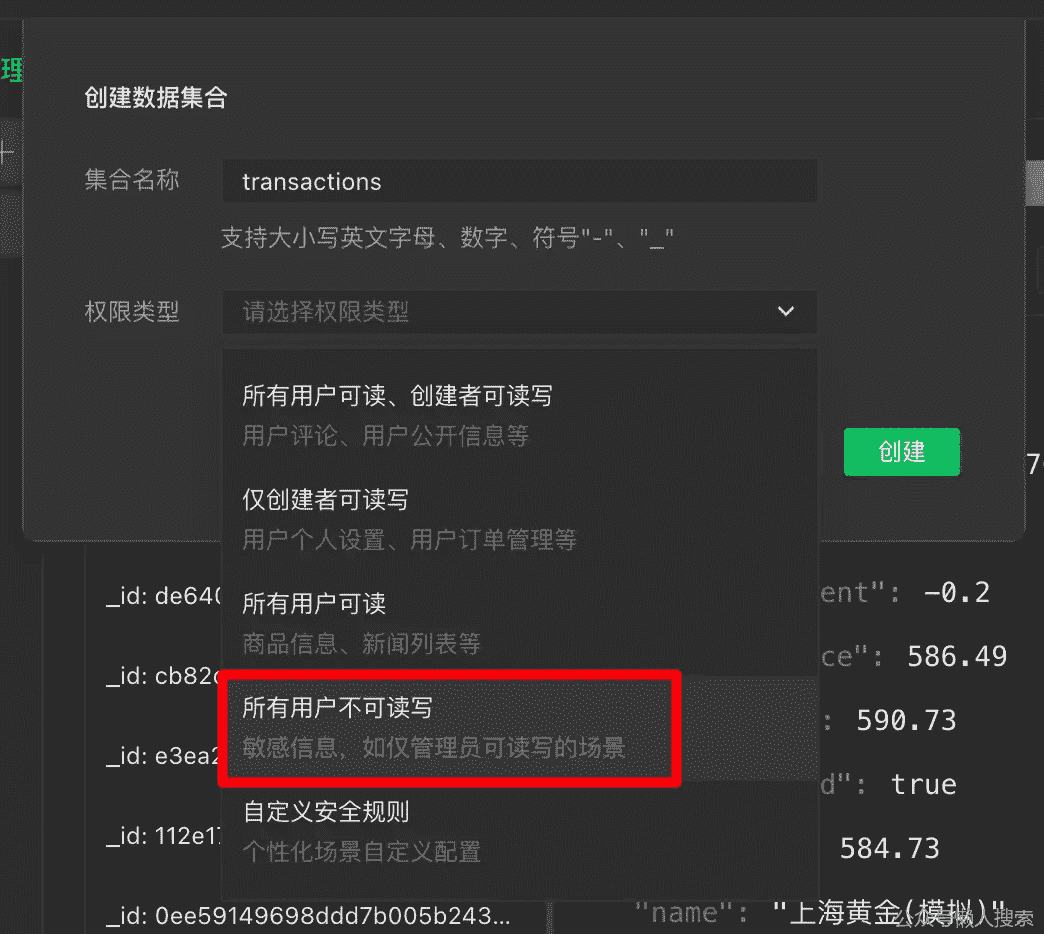 理
创建数据集合
集合名称
transactions
支持大小写英文字母、数字、符号"-"、"_"
权限类型
请选择权限类型
所有用户可读、创建者可读写
用户评论、用户公开信息等
创建
仅创建者可读写
用户个人设置、用户订单管理等
_id: de640
所有用户可读
ent": -0.2
商品信息、新闻列表等
ce": 586.49
_id: cb82
所有用户不可读写
: 590.73
敏感信息，如仅管理员可读写的场景
_id: e3ea2
d": true
自定义安全规则
_id: 112e1
个性化场景自定义配置
584.73
_id: 0ee59149698ddd7b005b243...
"name": "上海黄金(模拟)"
公众号懒人搜索